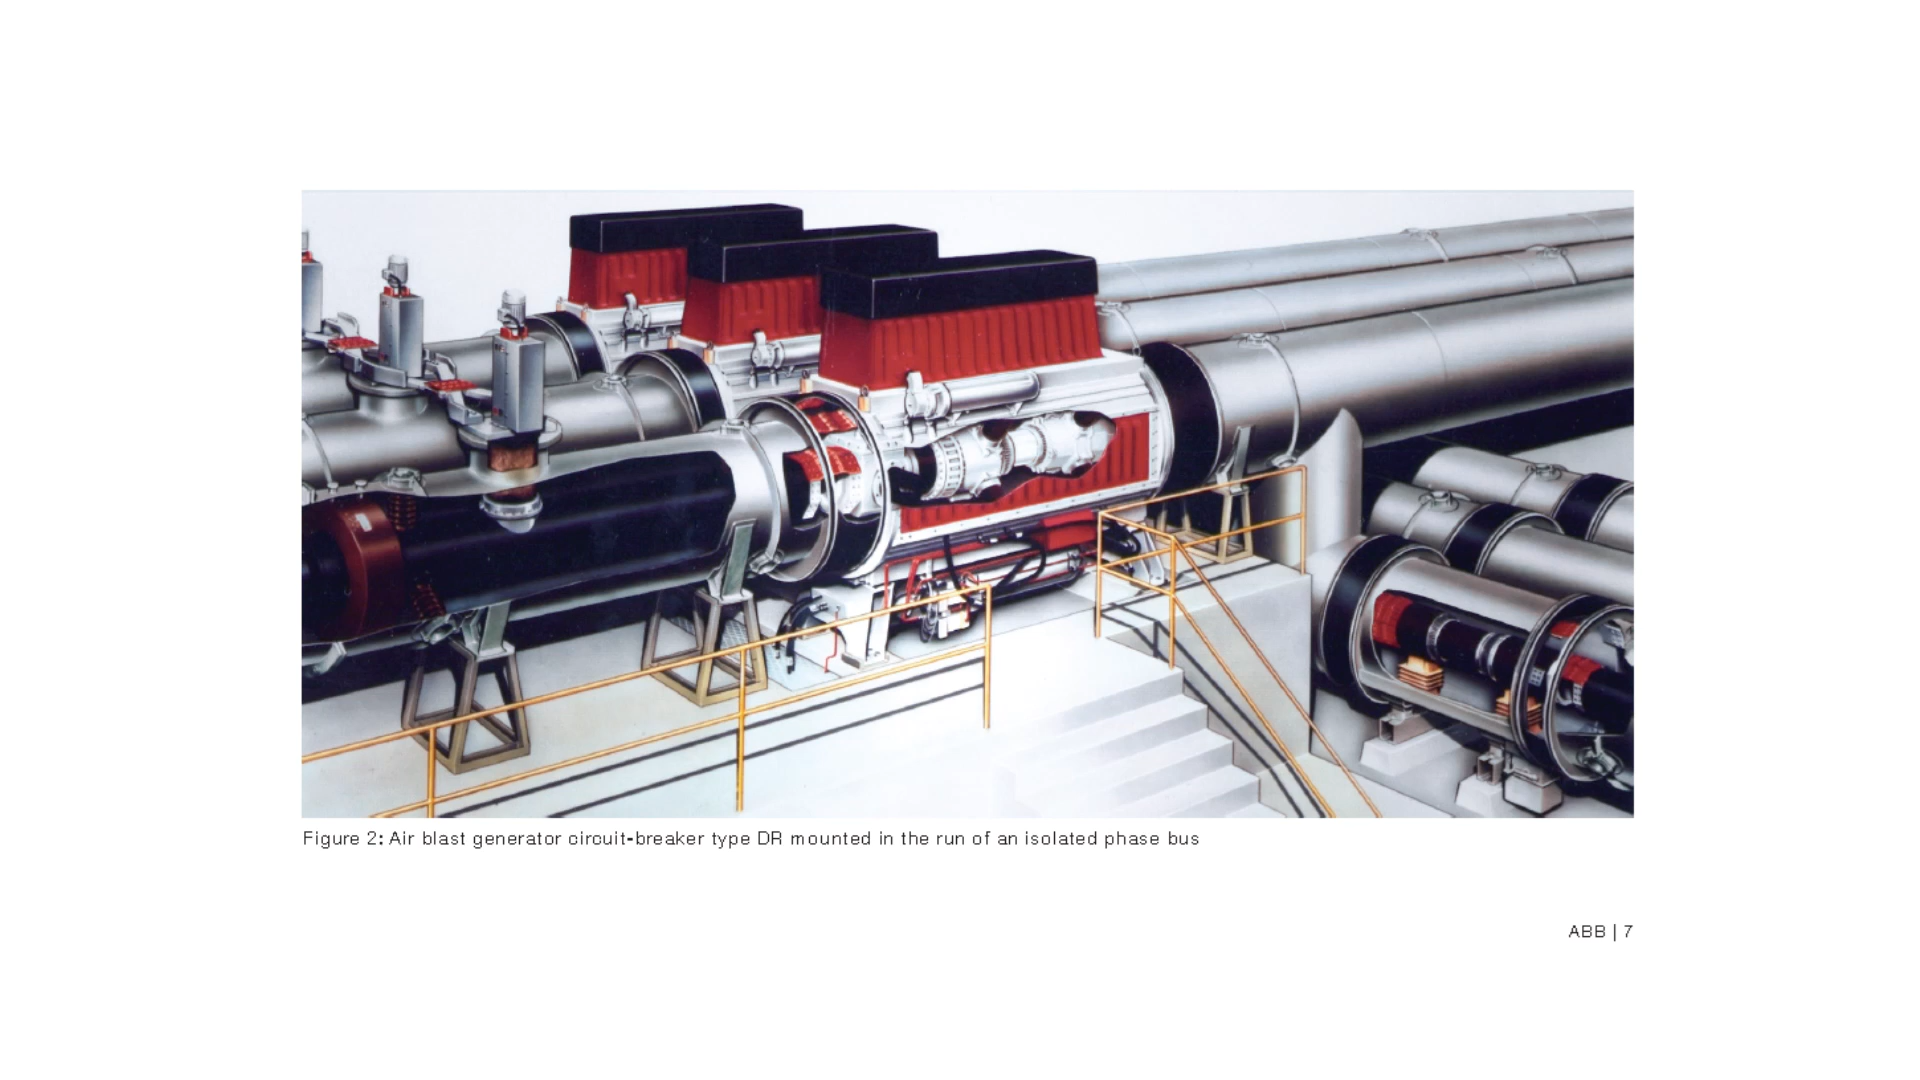 Figure 2: Air blast generator circuit-breaker type DR mounted in the run of an isolated phase bus
ABB | 7